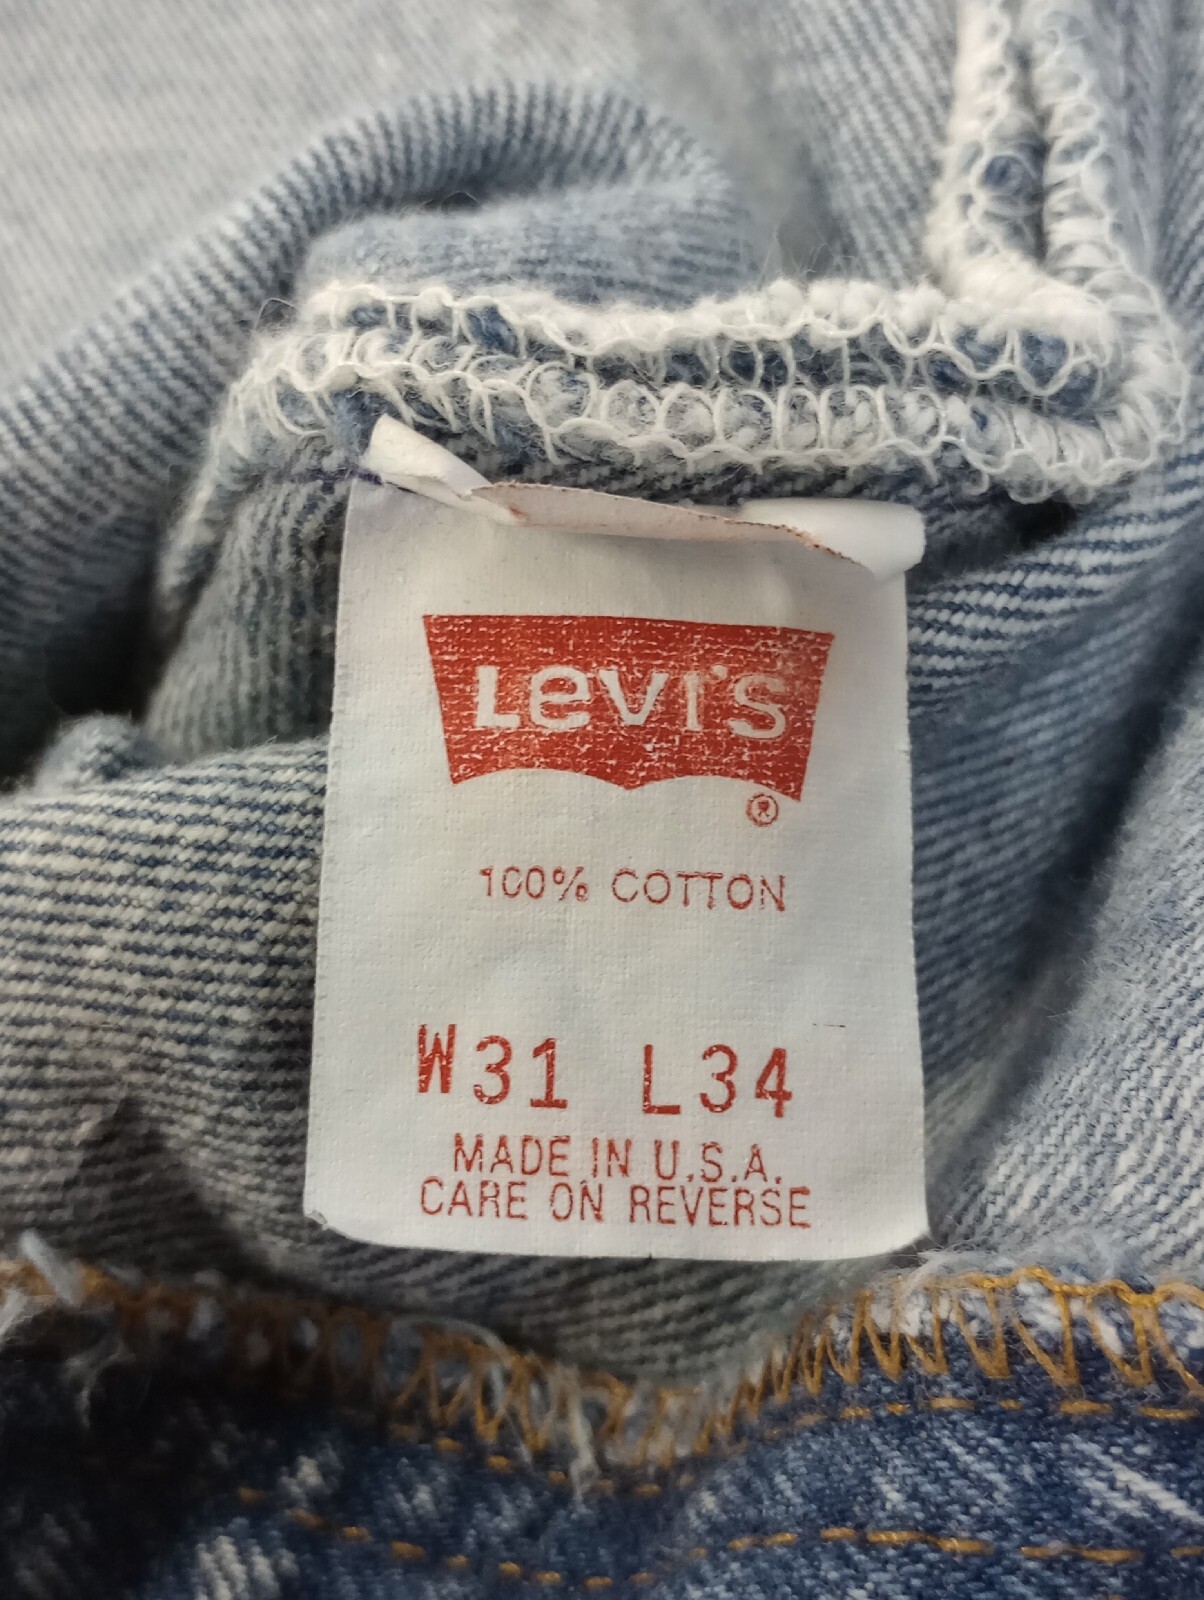 Levi's
®
100% COTTON
W31 L34
MADE IN U.S.A.
CARE ON REVERSE